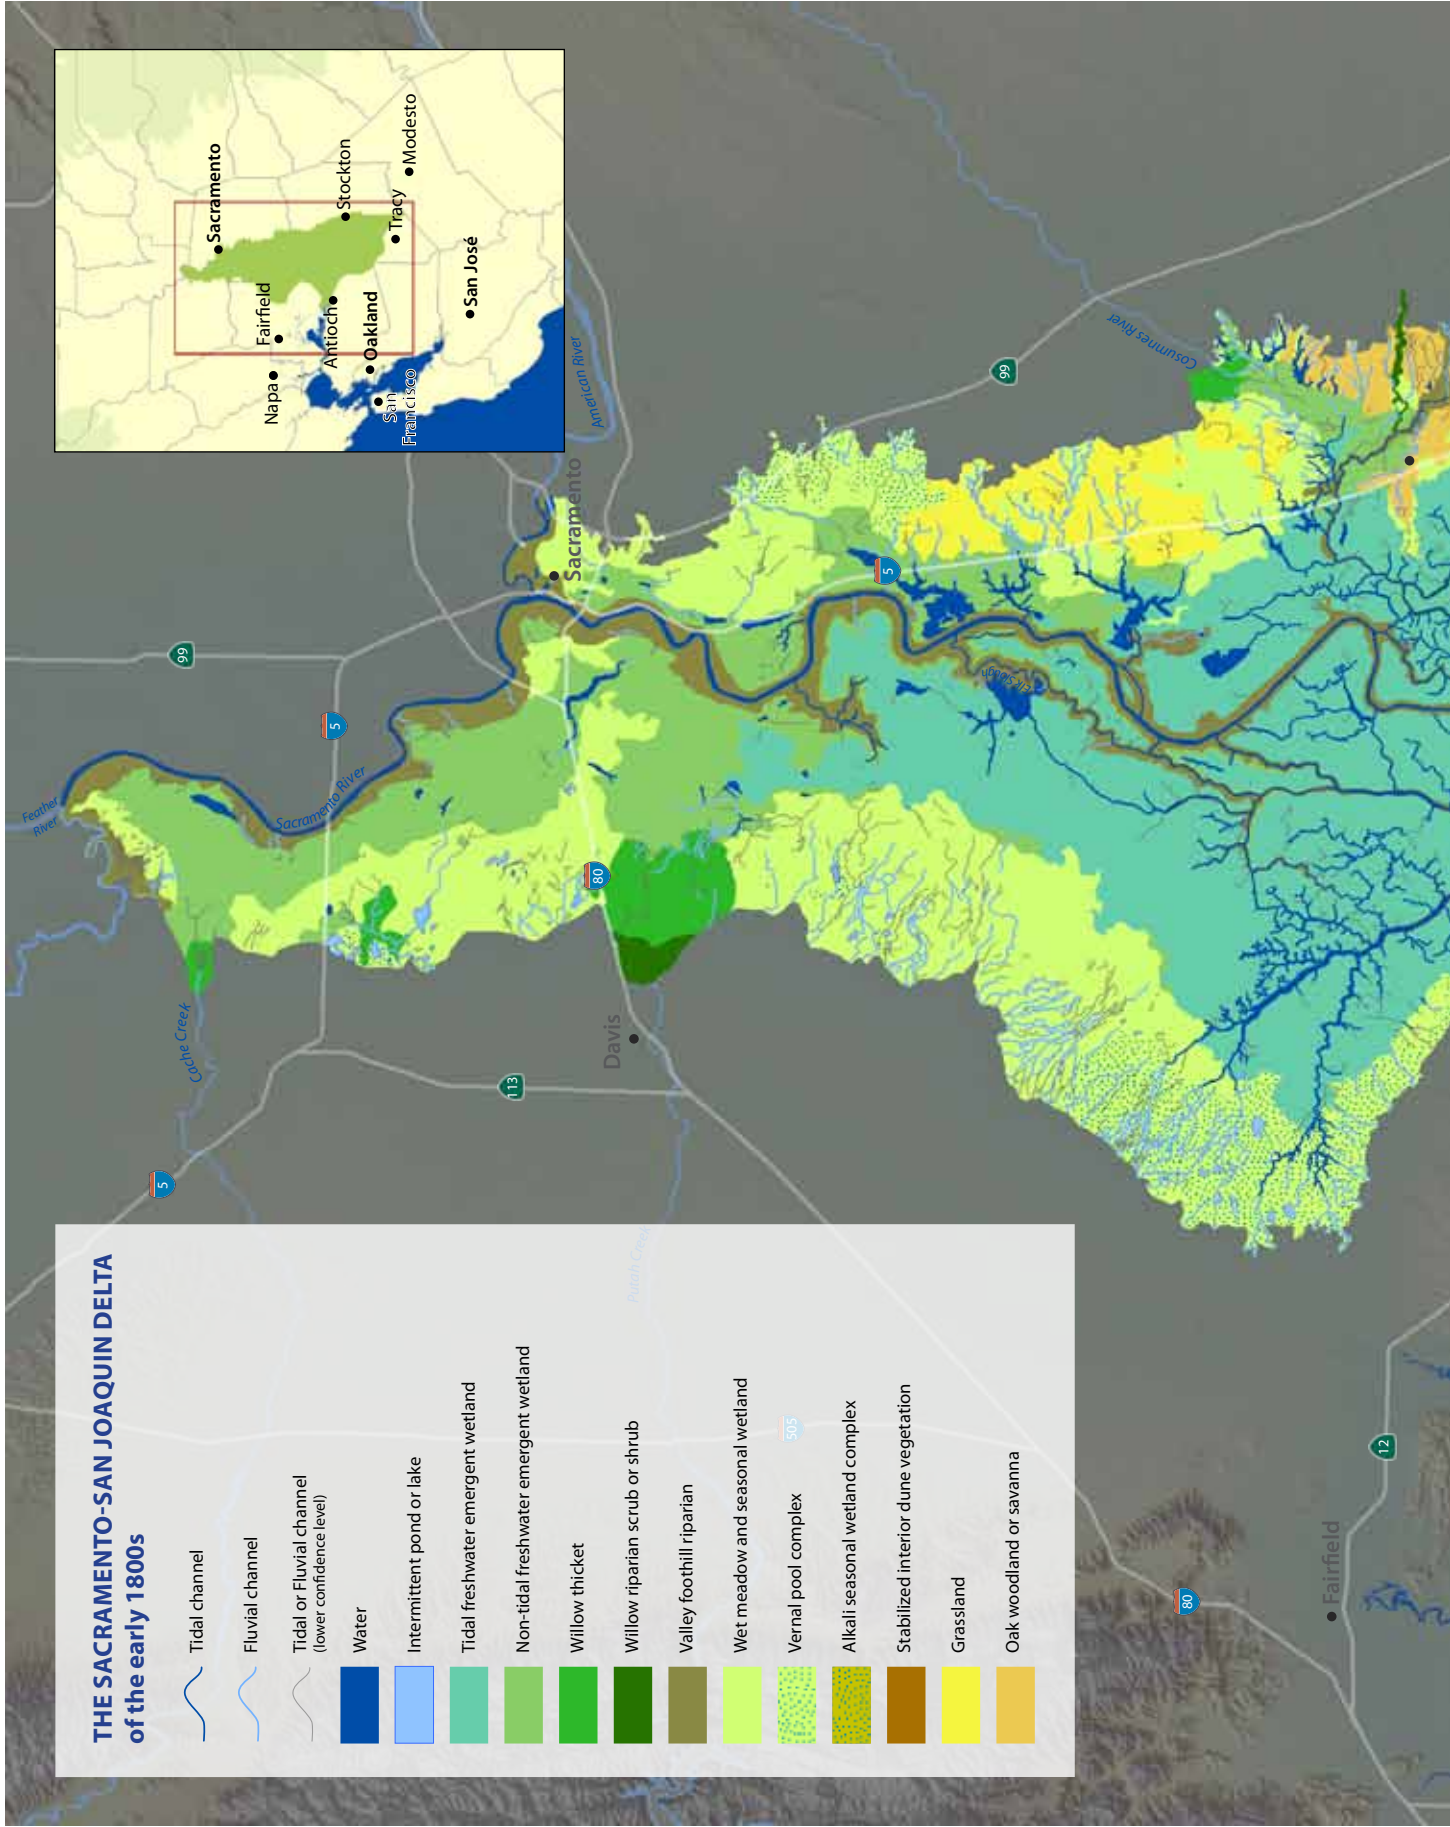 THE SACRAMENTO-SAN JOAQUIN DELTA
of the early 1800s
Tidal channel
Fluvial channel
Tidal or Fluvial channel
(lower confidence level)
Water
Intermittent pond or lake
Tidal freshwater emergent wetland
Non-tidal freshwater emergent wetland
Willow thicket
Willow riparian scrub or shrub
Valley foothill riparian
Wet meadow and seasonal wetland
Vernal pool complex
Alkali seasonal wetland complex
Stabilized interior dune vegetation
Grassland
Oak woodland or savanna
Napa
Fairfield
Sacramento
Antioch
Oakland
San
Francisco
Stockton
Tracy
Modesto
San José
Feather
River
Sacramento River
Cache Creek
Putah Creek
American River
Cosumnes River
Elk Slough
Sacramento
Davis
Fairfield
5
5
5
99
99
113
80
80
505
12